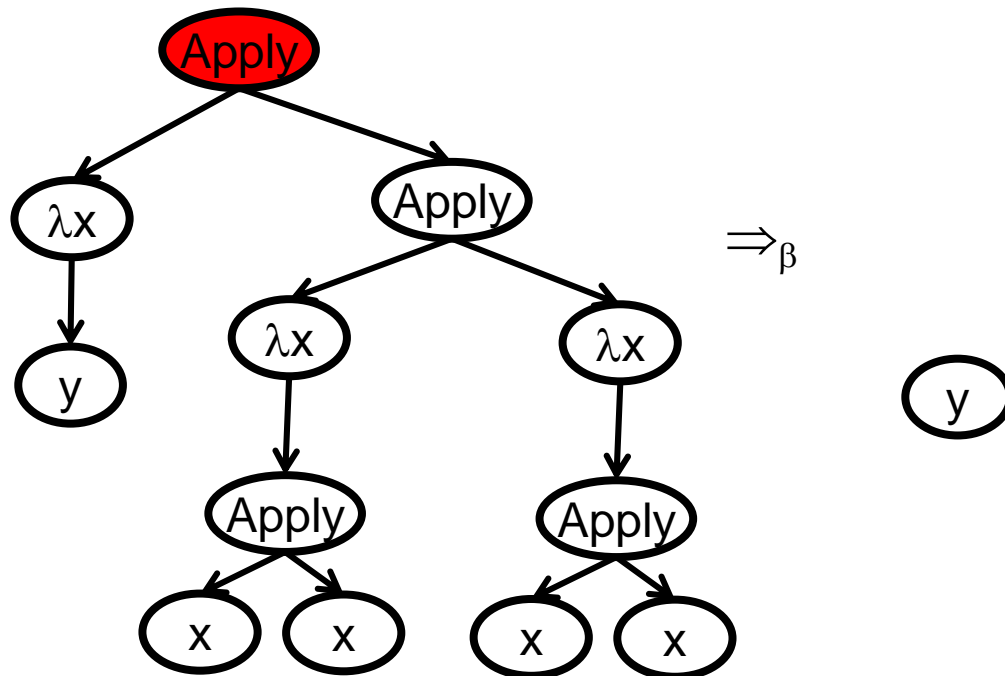 Apply
λx Apply
⇒β
λx λx
y y
Apply Apply
x x x x